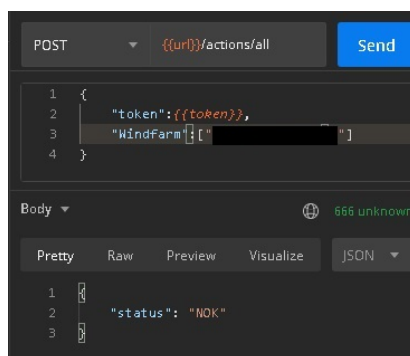 POST {{url}}/actions/all Send
1 {
2 "token":{{token}},
3 "Windfarm":[" "]
4 }
Body 666 unknown
Pretty Raw Preview Visualize JSON
1 {
2 "status": "NOK"
3 }